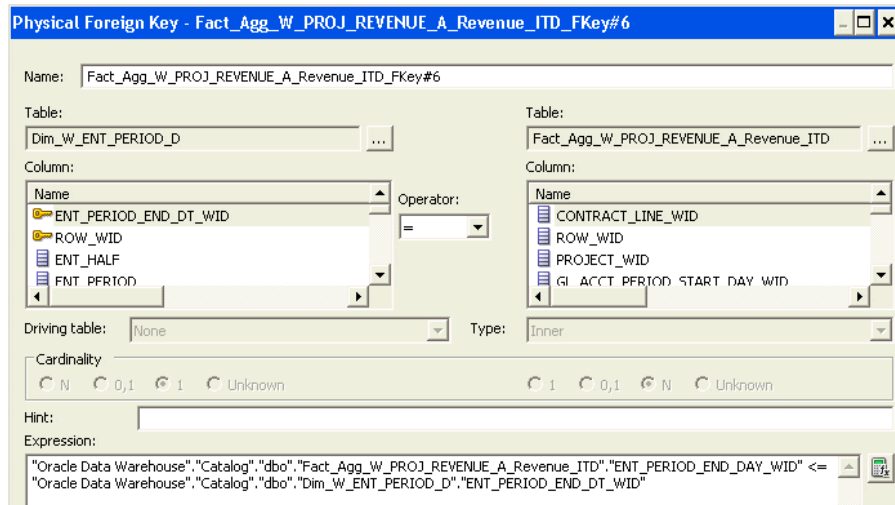 Physical Foreign Key - Fact_Agg_W_PROJ_REVENUE_A_Revenue_ITD_FKey#6
Name: Fact_Agg_W_PROJ_REVENUE_A_Revenue_ITD_FKey#6
Table: Table:
Dim_W_ENT_PERIOD_D ... Fact_Agg_W_PROJ_REVENUE_A_Revenue_ITD ...
Column: Column:
Name Operator: Name
ENT_PERIOD_END_DT_WID = CONTRACT_LINE_WID
ROW_WID ROW_WID
ENT_HALF PROJECT_WID
ENT_PERIOD GL_ACCT_PERIOD_START_DAY_WID
Driving table: None Type: Inner
Cardinality
N 0,1 1 Unknown 1 0,1 N Unknown
Hint:
Expression:
"Oracle Data Warehouse"."Catalog"."dbo"."Fact_Agg_W_PROJ_REVENUE_A_Revenue_ITD"."ENT_PERIOD_END_DAY_WID" <=
"Oracle Data Warehouse"."Catalog"."dbo"."Dim_W_ENT_PERIOD_D"."ENT_PERIOD_END_DT_WID"